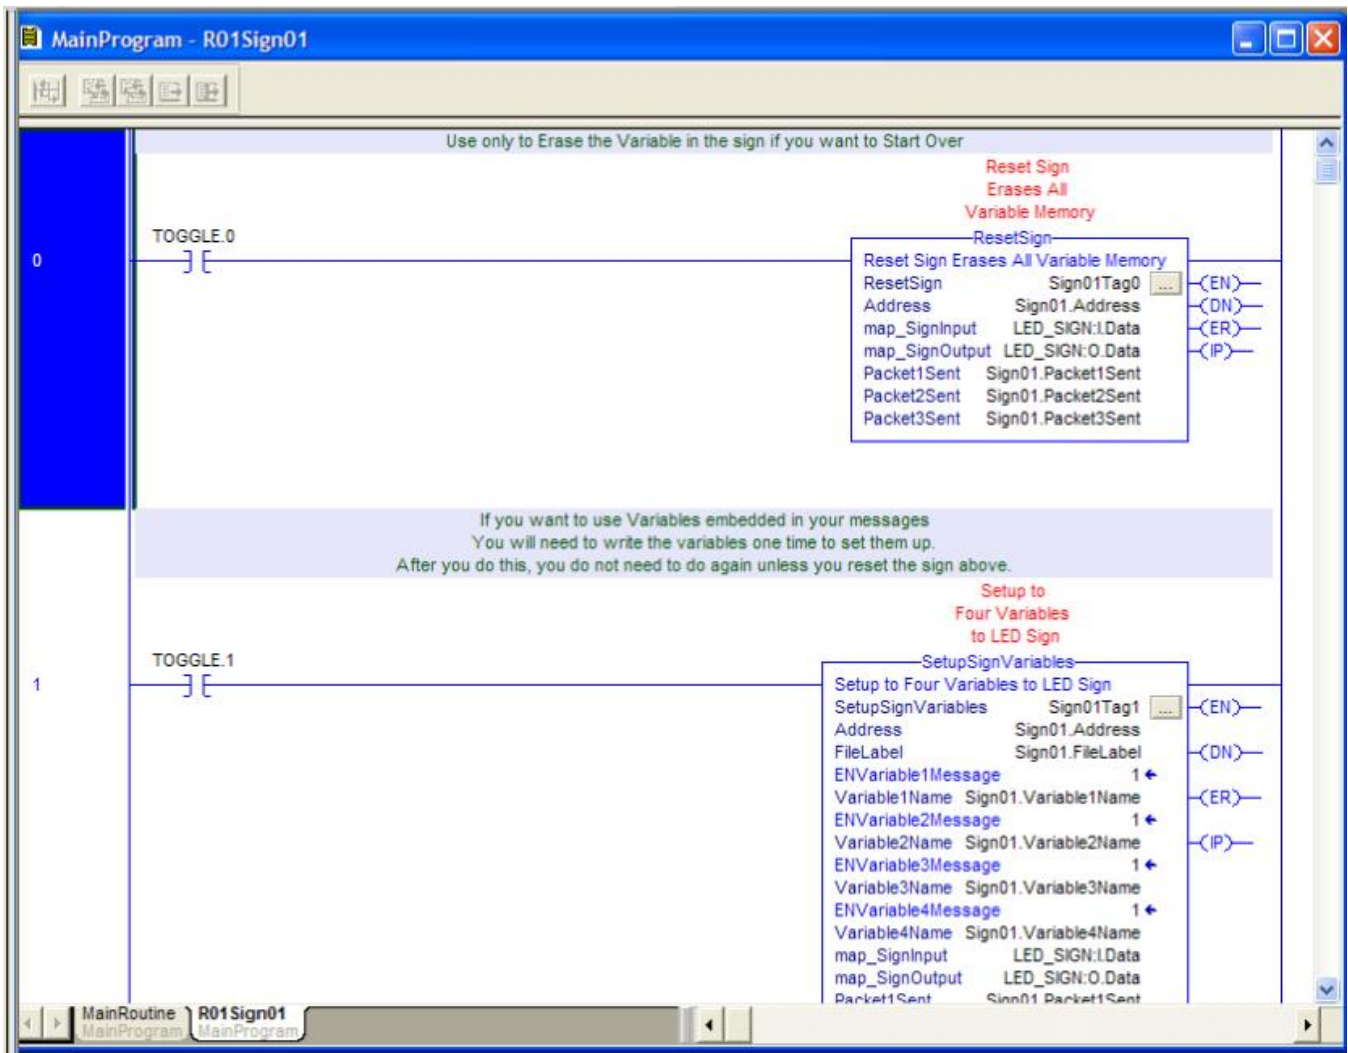 MainProgram - R01Sign01
Use only to Erase the Variable in the sign if you want to Start Over
Reset Sign
Erases All
Variable Memory
TOGGLE.0
ResetSign
0
Reset Sign Erases All Variable Memory
ResetSign Sign01Tag0 ... (EN)
Address Sign01.Address (DN)
map_SignInput LED_SIGN:I.Data (ER)
map_SignOutput LED_SIGN:O.Data (IP)
Packet1Sent Sign01.Packet1Sent
Packet2Sent Sign01.Packet2Sent
Packet3Sent Sign01.Packet3Sent
If you want to use Variables embedded in your messages
You will need to write the variables one time to set them up.
After you do this, you do not need to do again unless you reset the sign above.
Setup to
Four Variables
to LED Sign
TOGGLE.1
SetupSignVariables
1
Setup to Four Variables to LED Sign
SetupSignVariables Sign01Tag1 ... (EN)
Address Sign01.Address
FileLabel Sign01.FileLabel (DN)
ENVariable1Message 1
Variable1Name Sign01.Variable1Name (ER)
ENVariable2Message 1
Variable2Name Sign01.Variable2Name (IP)
ENVariable3Message 1
Variable3Name Sign01.Variable3Name
ENVariable4Message 1
Variable4Name Sign01.Variable4Name
map_SignInput LED_SIGN:I.Data
map_SignOutput LED_SIGN:O.Data
Packet1Sent Sign01.Packet1Sent
MainRoutine R01Sign01
MainProgram MainProgram